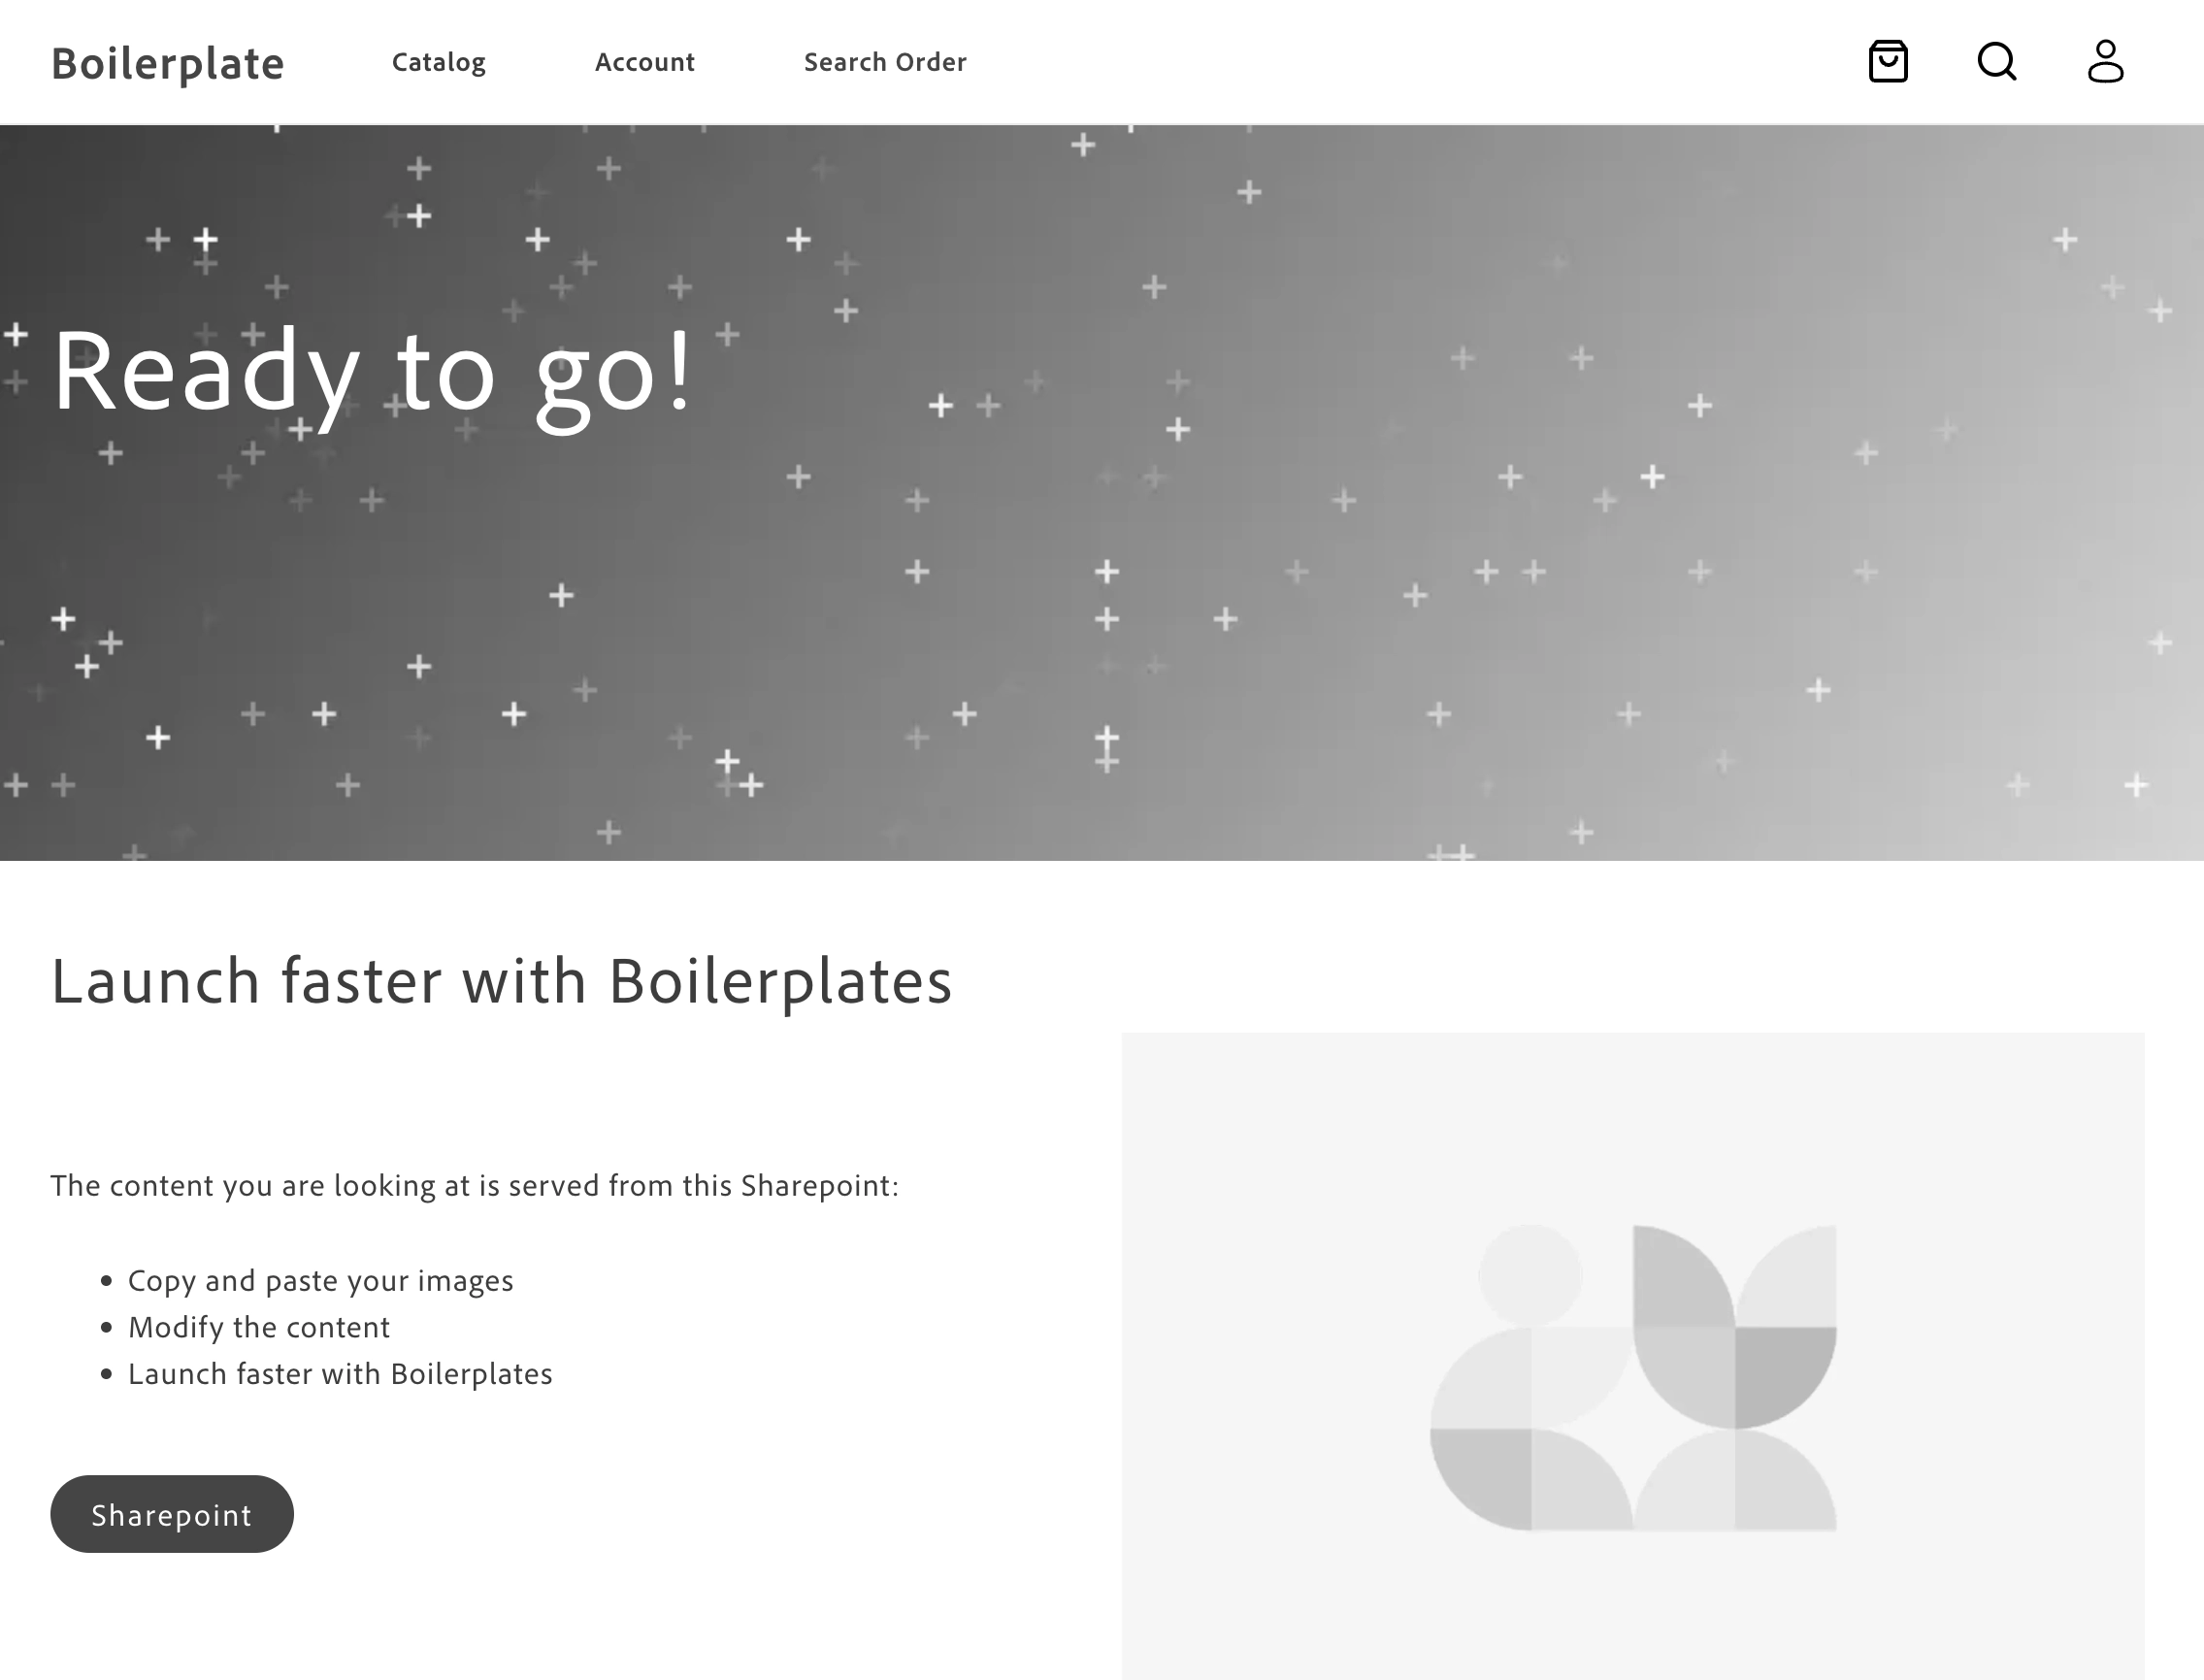 Boilerplate
Catalog
Account
Search Order
Ready to go!
Launch faster with Boilerplates
The content you are looking at is served from this Sharepoint:
Copy and paste your images
Modify the content
Launch faster with Boilerplates
Sharepoint